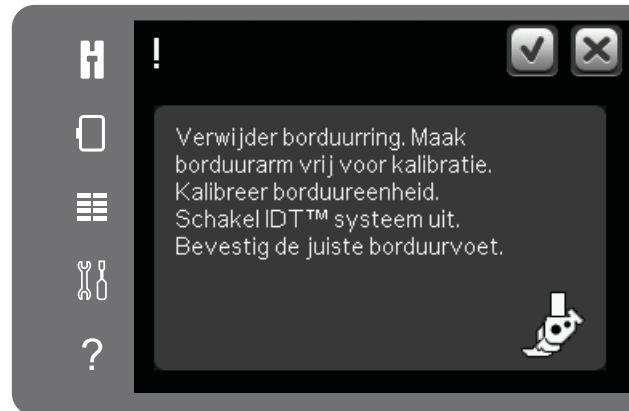 !
Verwijder borduurring. Maak
borduurarm vrij voor kalibratie.
Kalibreer borduureenheid.
Schakel IDT™ systeem uit.
Bevestig de juiste borduurvoet.
?